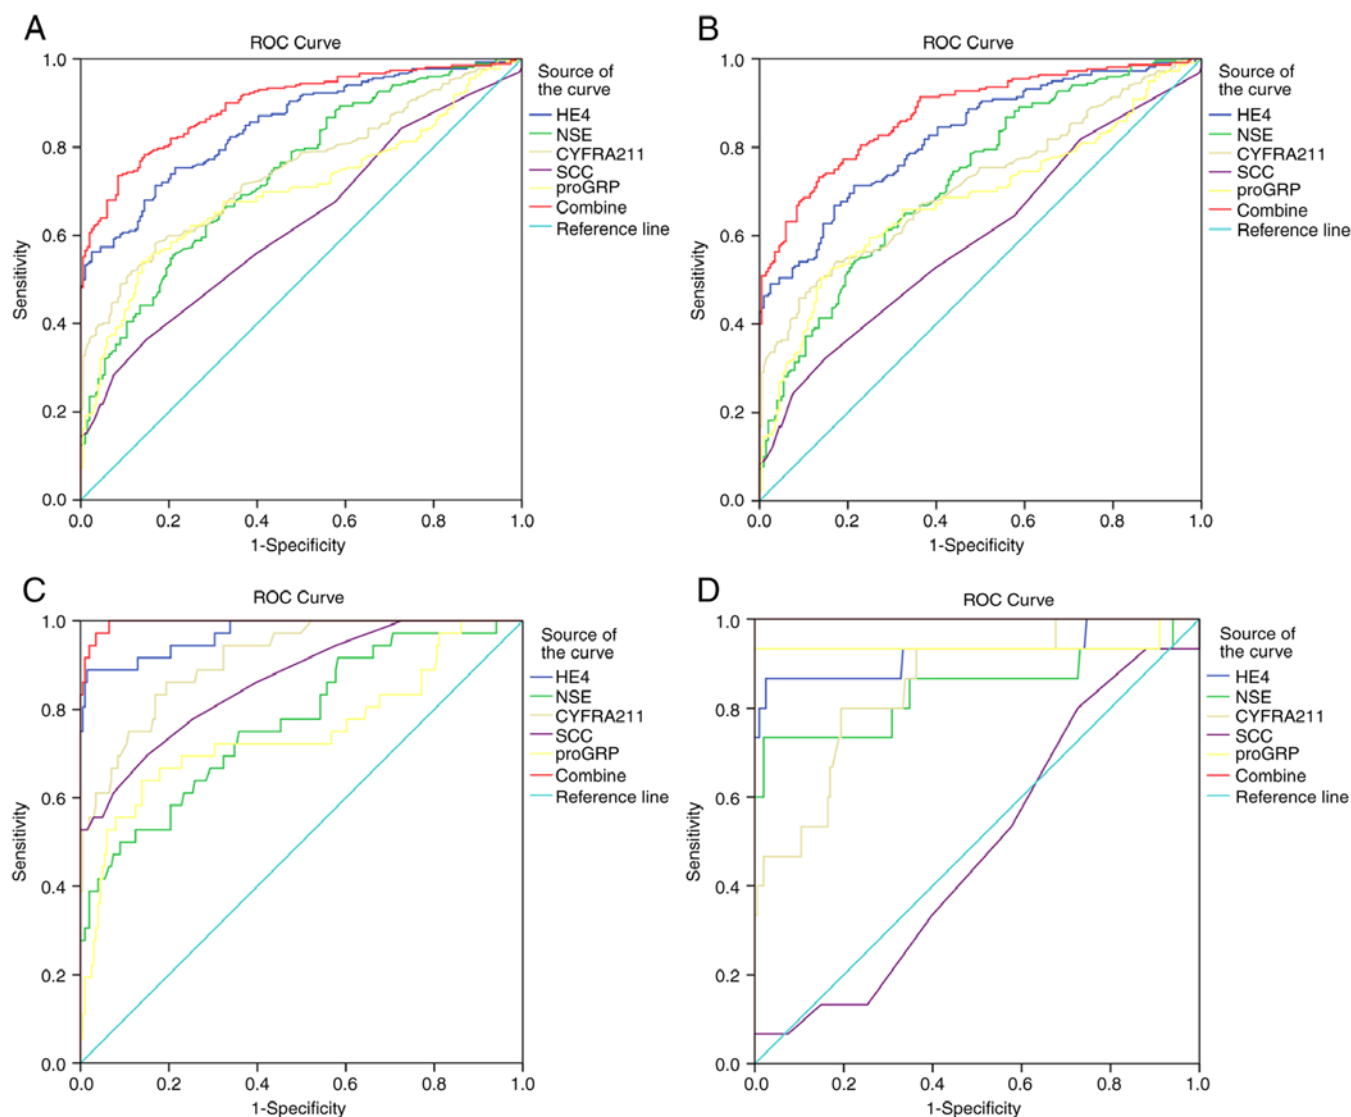 A
ROC Curve
1.0
0.8
0.6
0.4
0.2
0.0
Sensitivity
0.0 0.2 0.4 0.6 0.8 1.0
1-Specificity
Source of
the curve
HE4
NSE
CYFRA211
SCC
proGRP
Combine
Reference line
B
ROC Curve
1.0
0.8
0.6
0.4
0.2
0.0
Sensitivity
0.0 0.2 0.4 0.6 0.8 1.0
1-Specificity
Source of
the curve
HE4
NSE
CYFRA211
SCC
proGRP
Combine
Reference line
C
ROC Curve
1.0
0.8
0.6
0.4
0.2
0.0
Sensitivity
0.0 0.2 0.4 0.6 0.8 1.0
1-Specificity
Source of
the curve
HE4
NSE
CYFRA211
SCC
proGRP
Combine
Reference line
D
ROC Curve
1.0
0.8
0.6
0.4
0.2
0.0
Sensitivity
0.0 0.2 0.4 0.6 0.8 1.0
1-Specificity
Source of
the curve
HE4
NSE
CYFRA211
SCC
proGRP
Combine
Reference line